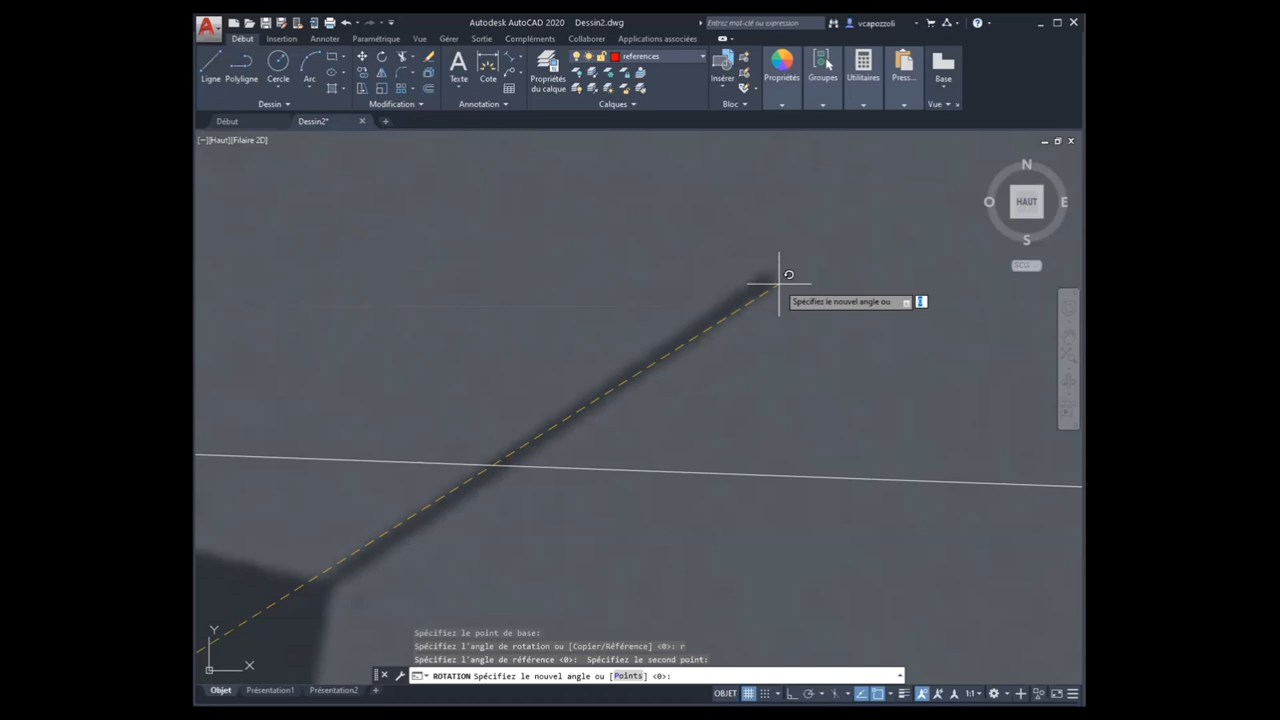 Autodesk AutoCAD 2020 Dessin2.dwg
Entrez mot-clé ou expression
vcapozzoli
Début Insertion Annoter Paramétrique Vue Gérer Sortie Compléments Collaborer Applications associées
references
Ligne Polyligne Cercle Arc
Texte Cote
Propriétés du calque
Insérer
Propriétés Groupes Utilitaires Press... Base
Dessin Modification Annotation Calques Bloc Vue
Début Dessin2*
[−][Haut][Filaire 2D]
N
O HAUT E
S
SCG
Spécifiez le nouvel angle ou
Y
X
Spécifiez le point de base:
Spécifiez l'angle de rotation ou [Copier/Référence] <0>: r
Spécifiez l'angle de référence <0>: Spécifiez le second point:
ROTATION Spécifiez le nouvel angle ou [Points] <0>:
Objet Présentation1 Présentation2 +
OBJET
1:1